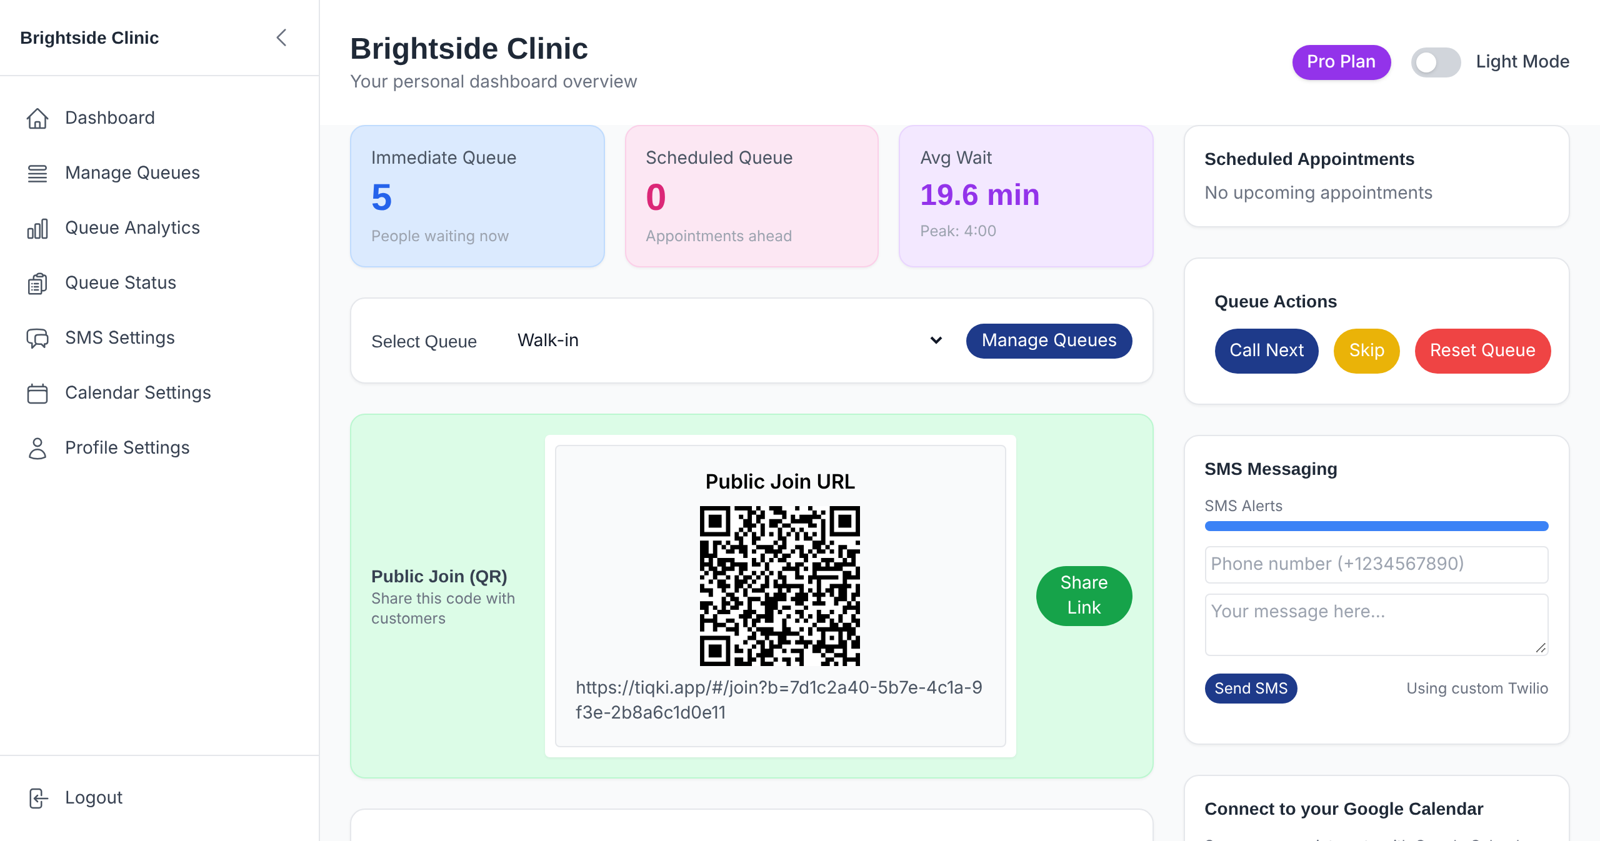 Brightside Clinic
Dashboard
Manage Queues
Queue Analytics
Queue Status
SMS Settings
Calendar Settings
Profile Settings
Logout
Brightside Clinic
Your personal dashboard overview
Pro Plan
Light Mode
Immediate Queue
5
People waiting now
Scheduled Queue
0
Appointments ahead
Avg Wait
19.6 min
Peak: 4:00
Select Queue
Walk-in
Manage Queues
Public Join (QR)
Share this code with
customers
Public Join URL
https://tiqki.app/#/join?b=7d1c2a40-5b7e-4c1a-9
f3e-2b8a6c1d0e11
Share
Link
Scheduled Appointments
No upcoming appointments
Queue Actions
Call Next
Skip
Reset Queue
SMS Messaging
SMS Alerts
Phone number (+1234567890)
Your message here...
Send SMS
Using custom Twilio
Connect to your Google Calendar